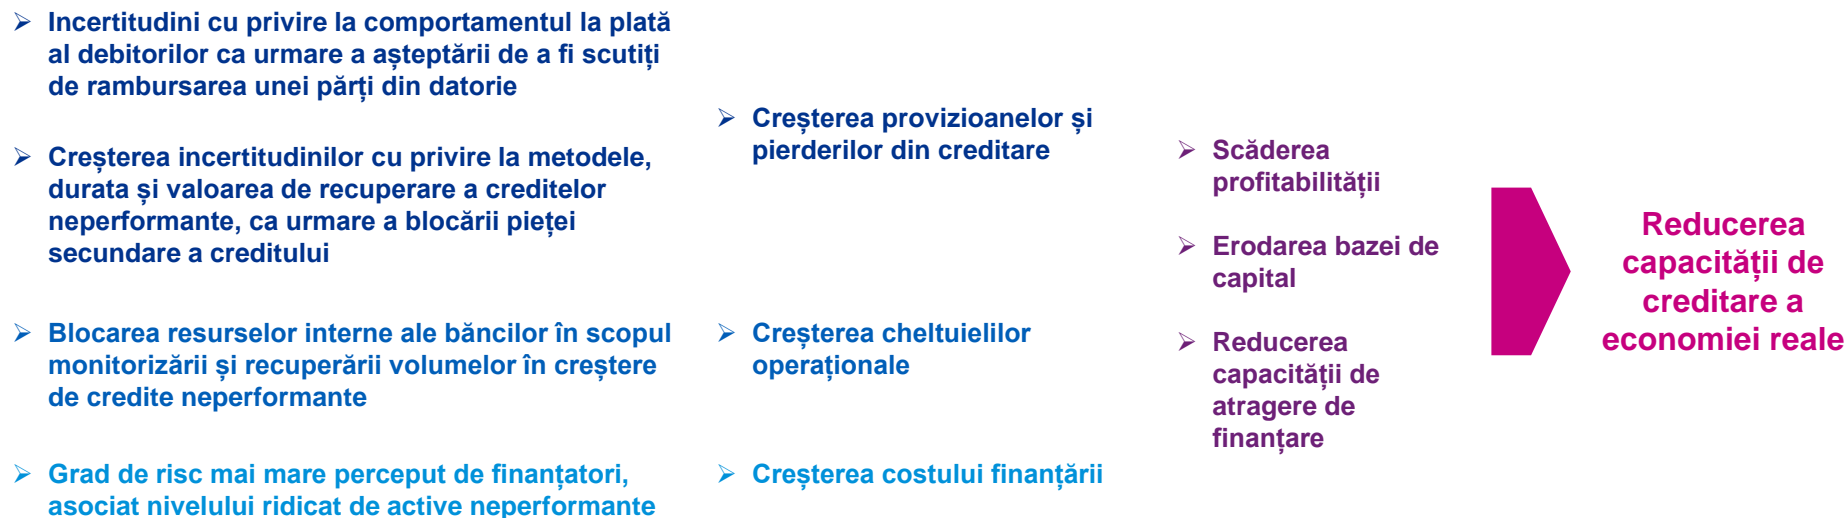 ➢ Incertitudini cu privire la comportamentul la plată
al debitorilor ca urmare a așteptării de a fi scutiți
de rambursarea unei părți din datorie
➢ Creșterea incertitudinilor cu privire la metodele,
durata și valoarea de recuperare a creditelor
neperformante, ca urmare a blocării pieței
secundare a creditului
➢ Blocarea resurselor interne ale băncilor în scopul
monitorizării și recuperării volumelor în creștere
de credite neperformante
➢ Grad de risc mai mare perceput de finanțatori,
asociat nivelului ridicat de active neperformante
➢ Creșterea provizioanelor și
pierderilor din creditare
➢ Creșterea cheltuielilor
operaționale
➢ Creșterea costului finanțării
➢ Scăderea
profitabilității
➢ Erodarea bazei de
capital
➢ Reducerea
capacității de
atragere de
finanțare
Reducerea
capacității de
creditare a
economiei reale